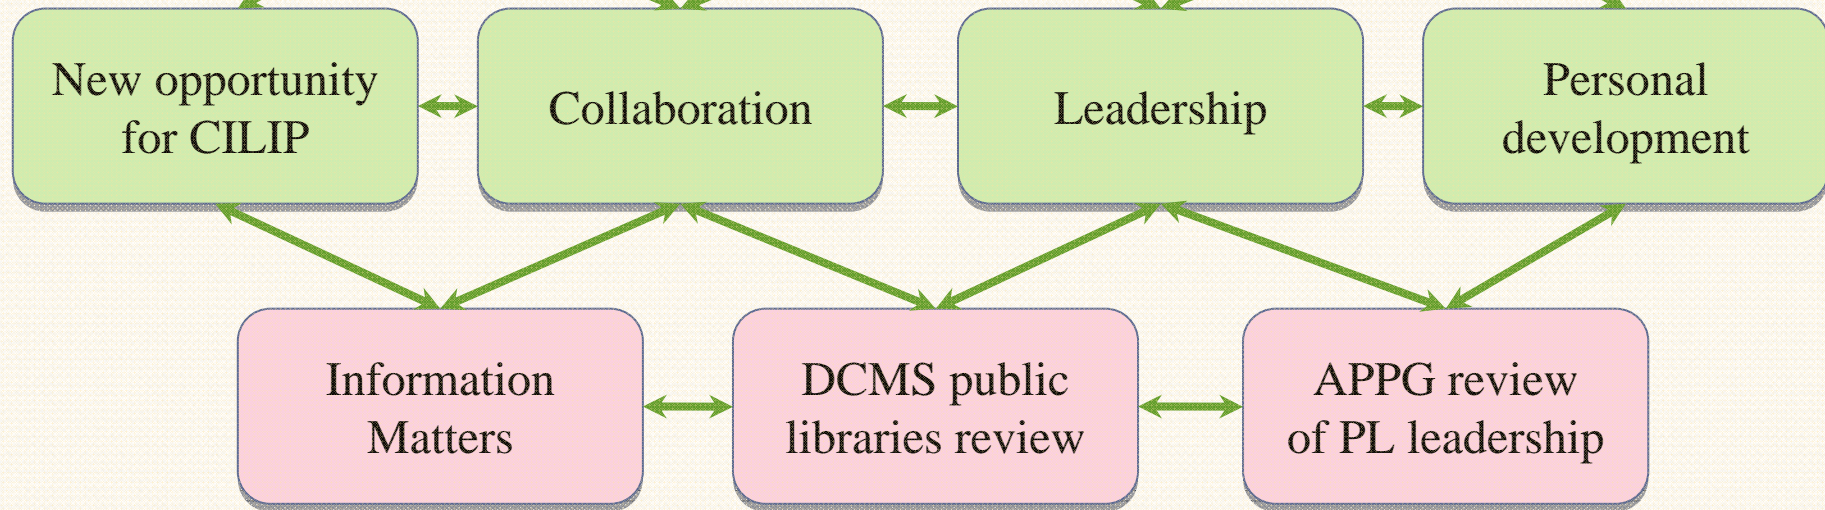 New opportunity
for CILIP
Collaboration
Leadership
Personal
development
Information
Matters
DCMS public
libraries review
APPG review
of PL leadership